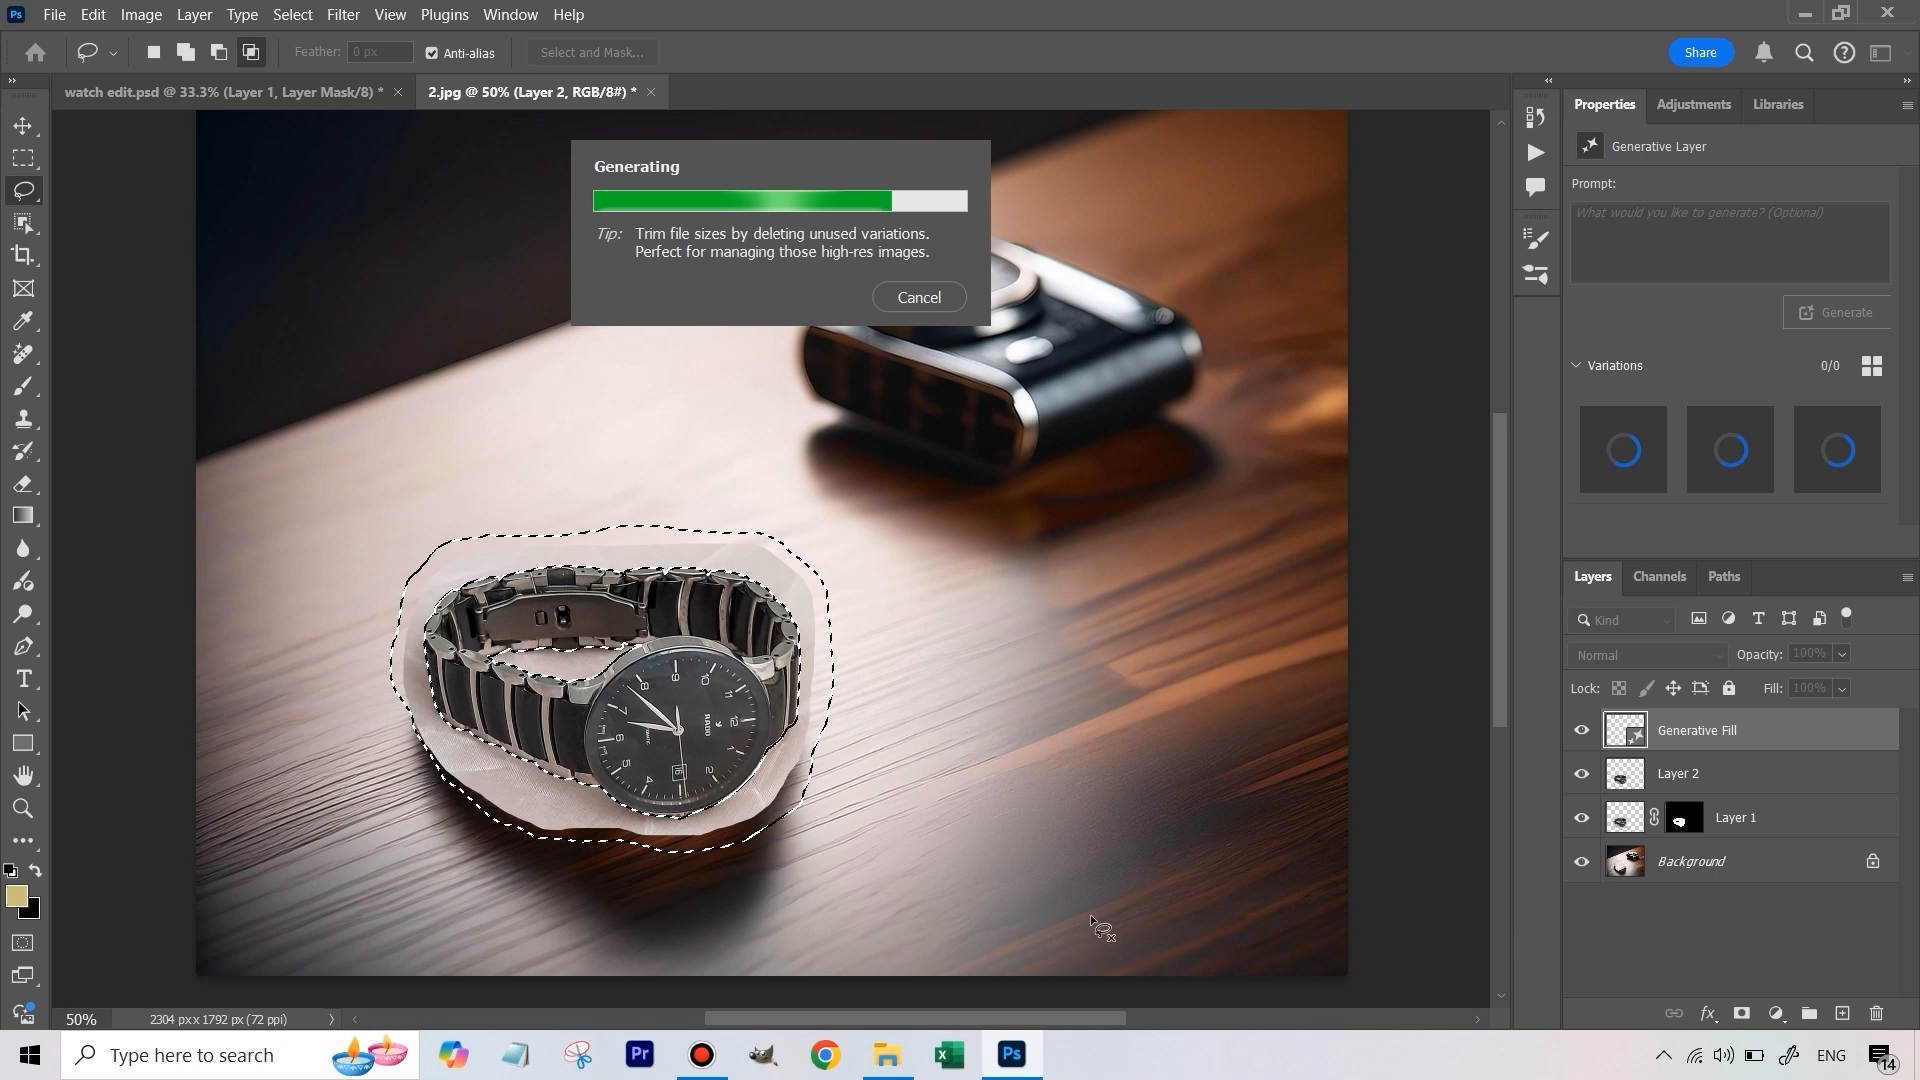 Ps File Edit Image Layer Type Select Filter View Plugins Window Help
Feather: 0 px Anti-alias Select and Mask... Share
watch edit.psd @ 33.3% (Layer 1, Layer Mask/8) * 2.jpg @ 50% (Layer 2, RGB/8#) *
Properties Adjustments Libraries
Generative Layer
Prompt:
What would you like to generate? (Optional)
Generate
Variations 0/0
Generating
Tip: Trim file sizes by deleting unused variations.
Perfect for managing those high-res images.
Cancel
RADO
Layers Channels Paths
Kind
Normal Opacity: 100%
Lock: Fill: 100%
Generative Fill
Layer 2
Layer 1
Background
50% 2304 px x 1792 px (72 ppi)
Type here to search Pr Ps ENG 14